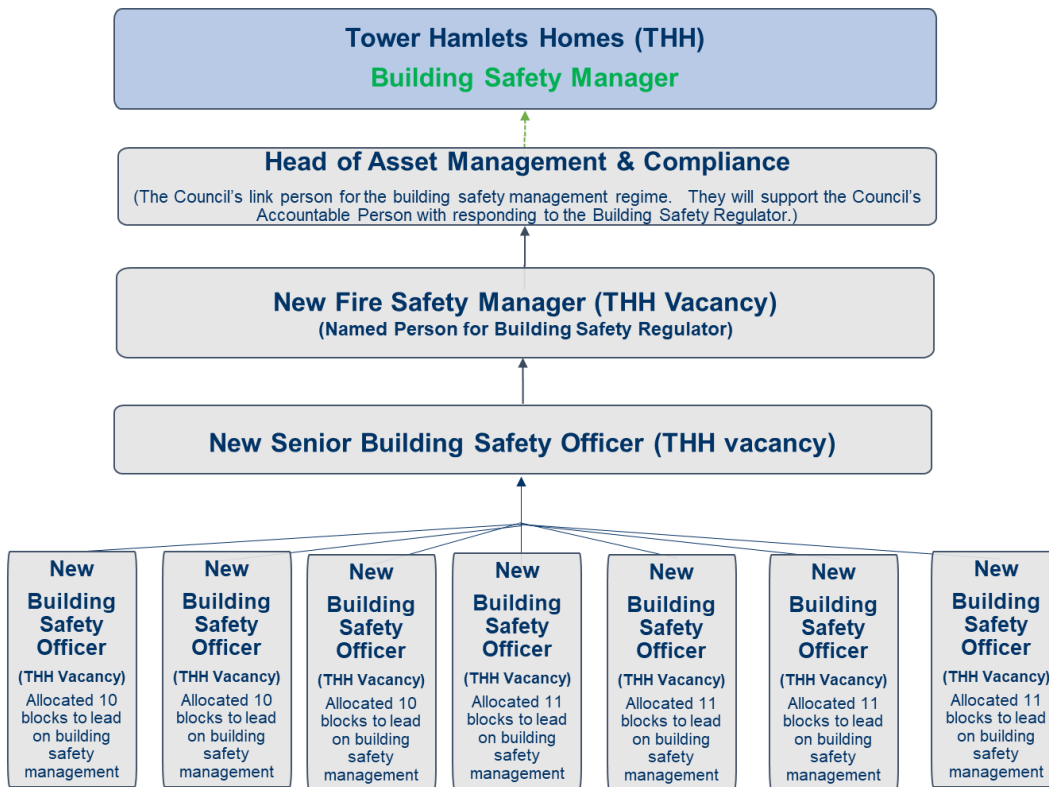 Tower Hamlets Homes (THH)
Building Safety Manager
Head of Asset Management & Compliance
(The Council's link person for the building safety management regime. They will support the Council's
Accountable Person with responding to the Building Safety Regulator.)
New Fire Safety Manager (THH Vacancy)
(Named Person for Building Safety Regulator)
New Senior Building Safety Officer (THH vacancy)
New
Building
Safety
Officer
(THH Vacancy)
Allocated 10
blocks to lead
on building
safety
management
New
Building
Safety
Officer
(THH Vacancy)
Allocated 10
blocks to lead
on building
safety
management
New
Building
Safety
Officer
(THH Vacancy)
Allocated 10
blocks to lead
on building
safety
management
New
Building
Safety
Officer
(THH Vacancy)
Allocated 11
blocks to lead
on building
safety
management
New
Building
Safety
Officer
(THH Vacancy)
Allocated 11
blocks to lead
on building
safety
management
New
Building
Safety
Officer
(THH Vacancy)
Allocated 11
blocks to lead
on building
safety
management
New
Building
Safety
Officer
(THH Vacancy)
Allocated 11
blocks to lead
on building
safety
management